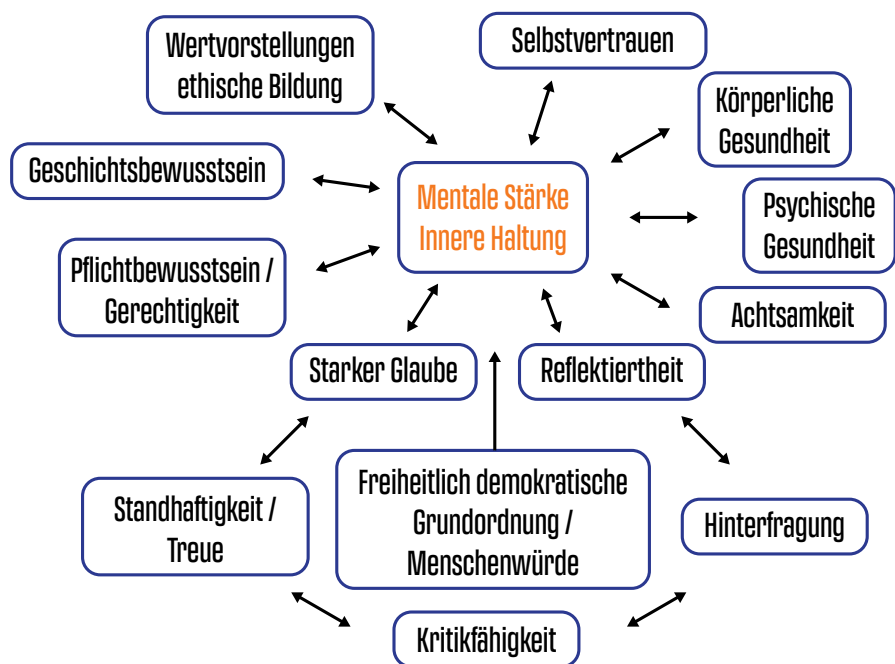 Wertvorstellungen
ethische Bildung
Selbstvertrauen
Körperliche
Gesundheit
Geschichtsbewusstsein
Mentale Stärke
Innere Haltung
Psychische
Gesundheit
Pflichtbewusstsein /
Gerechtigkeit
Achtsamkeit
Starker Glaube
Reflektiertheit
Standhaftigkeit /
Treue
Freiheitlich demokratische
Grundordnung /
Menschenwürde
Hinterfragung
Kritikfähigkeit